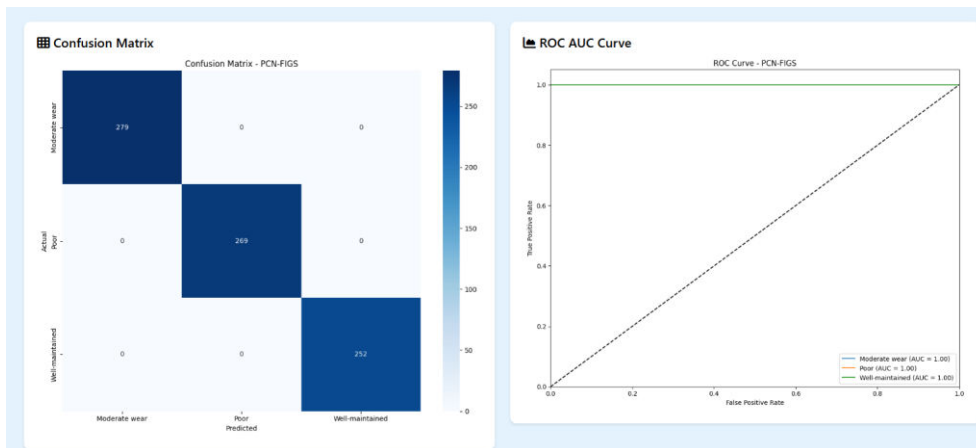 Confusion Matrix
Confusion Matrix - PCN-FIGS
Moderate wear
279
0
0
Actual
Poor
0
269
0
Well-maintained
0
0
252
Moderate wear
Poor
Well-maintained
Predicted
250
200
150
100
50
0
ROC AUC Curve
ROC Curve - PCN-FIGS
True Positive Rate
1.0
0.8
0.6
0.4
0.2
0.0
Moderate wear (AUC = 1.00)
Poor (AUC = 1.00)
Well-maintained (AUC = 1.00)
0.0
0.2
0.4
0.6
0.8
1.0
False Positive Rate